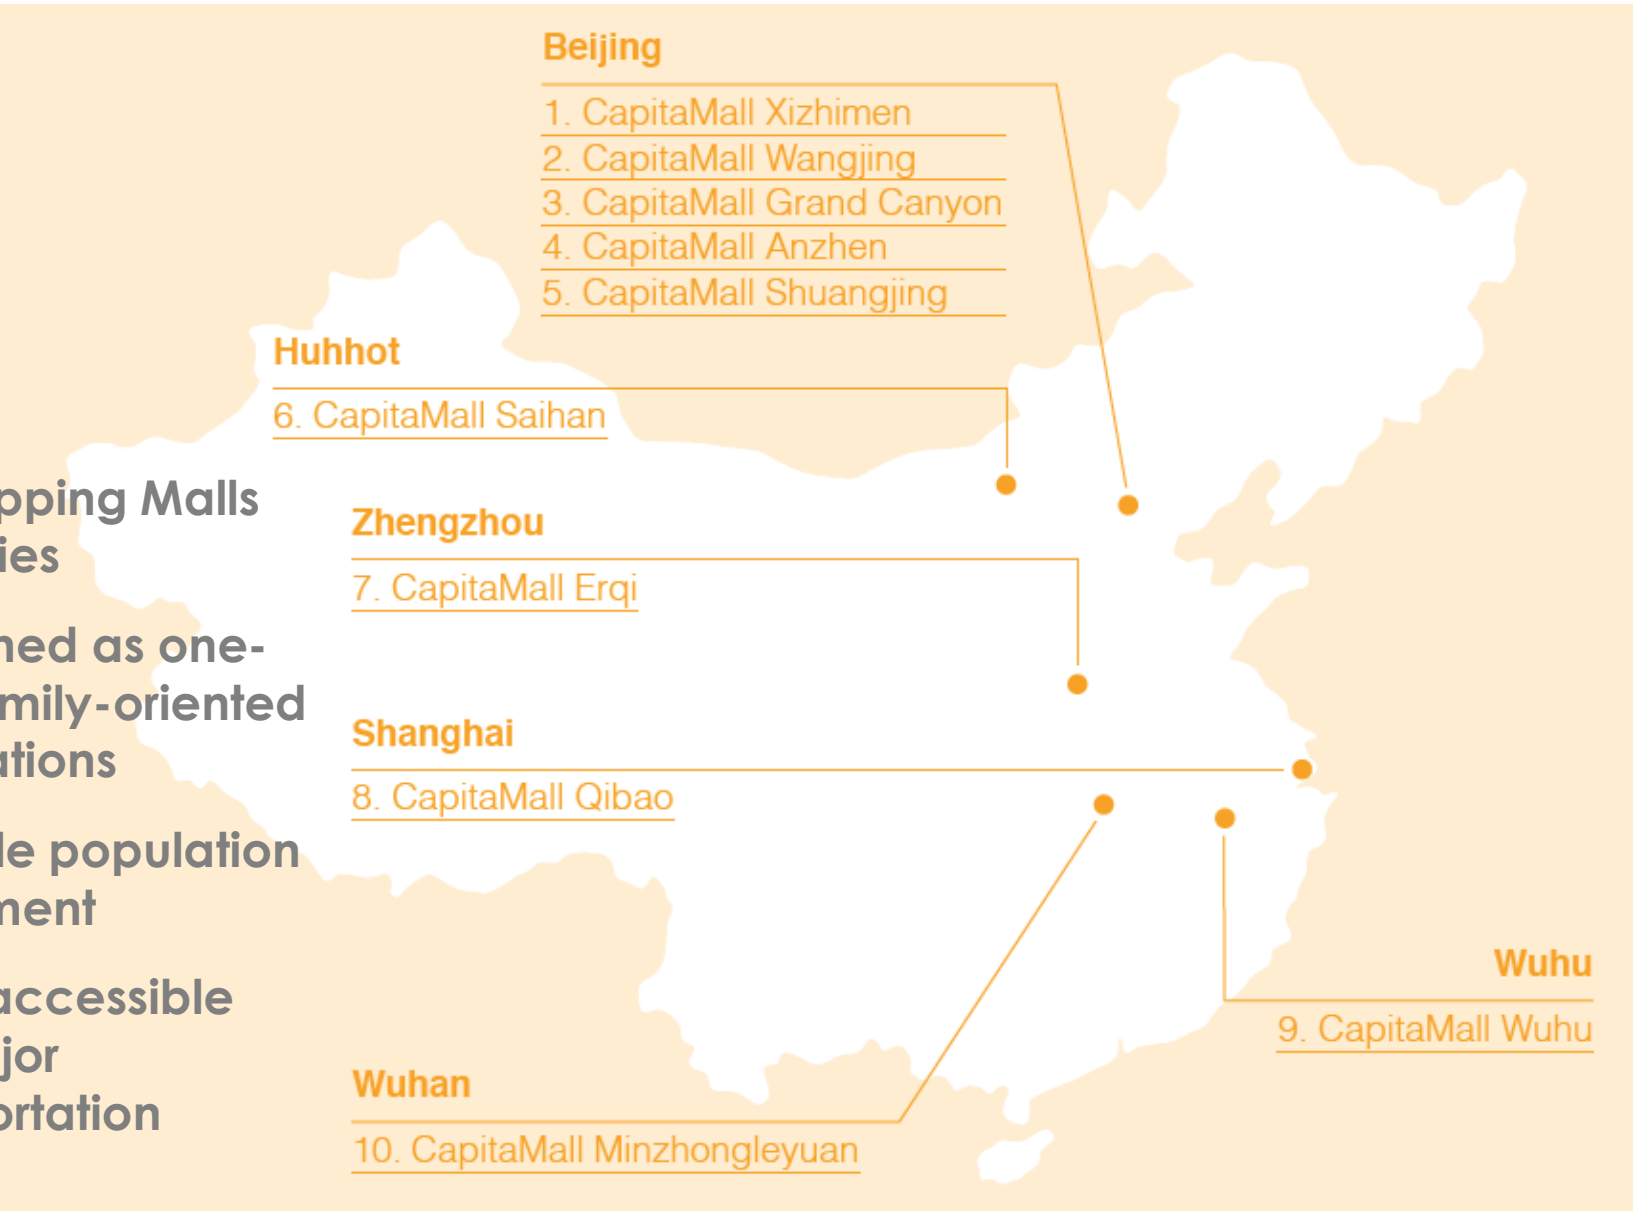 Beijing
1. CapitaMall Xizhimen
2. CapitaMall Wangjing
3. CapitaMall Grand Canyon
4. CapitaMall Anzhen
5. CapitaMall Shuangjing
Huhhot
6. CapitaMall Saihan
pping Malls
ies
Zhengzhou
7. CapitaMall Erqi
ned as one-
mily-oriented
ations
Shanghai
8. CapitaMall Qibao
le population
ment
accessible
jor
ortation
Wuhu
9. CapitaMall Wuhu
Wuhan
10. CapitaMall Minzhongleyuan